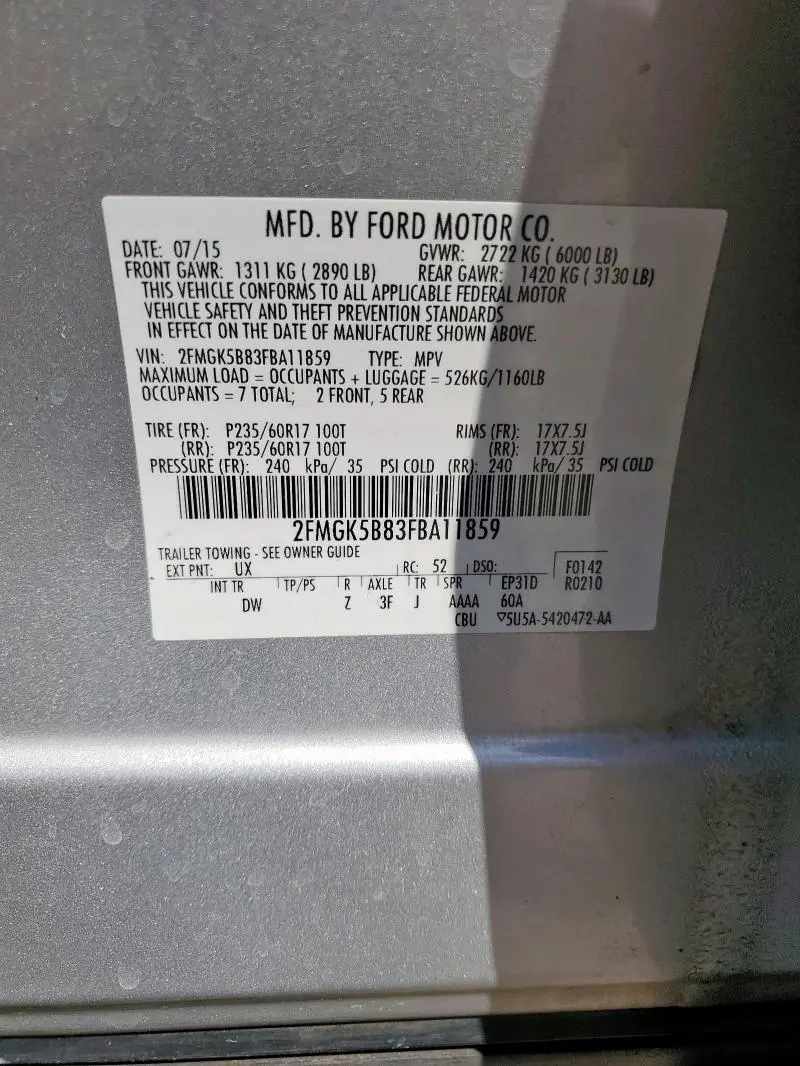 MFD. BY FORD MOTOR CO.
DATE: 07/15 GVWR: 2722 KG ( 6000 LB)
FRONT GAWR: 1311 KG ( 2890 LB) REAR GAWR: 1420 KG ( 3130 LB)
THIS VEHICLE CONFORMS TO ALL APPLICABLE FEDERAL MOTOR
VEHICLE SAFETY AND THEFT PREVENTION STANDARDS
IN EFFECT ON THE DATE OF MANUFACTURE SHOWN ABOVE.
VIN: 2FMGK5B83FBA11859 TYPE: MPV
MAXIMUM LOAD = OCCUPANTS + LUGGAGE = 526KG/1160LB
OCCUPANTS = 7 TOTAL; 2 FRONT, 5 REAR
TIRE (FR): P235/60R17 100T RIMS (FR): 17X7.5J
(RR): P235/60R17 100T (RR): 17X7.5J
PRESSURE (FR): 240 kPa/ 35 PSI COLD (RR): 240 kPa/ 35 PSI COLD
2FMGK5B83FBA11859
TRAILER TOWING - SEE OWNER GUIDE
EXT PNT: UX RC: 52 DSO: F0142
INT TR TP/PS R AXLE TR SPR EP31D R0210
DW Z 3F J AAAA 60A
CBU ▽5U5A-5420472-AA